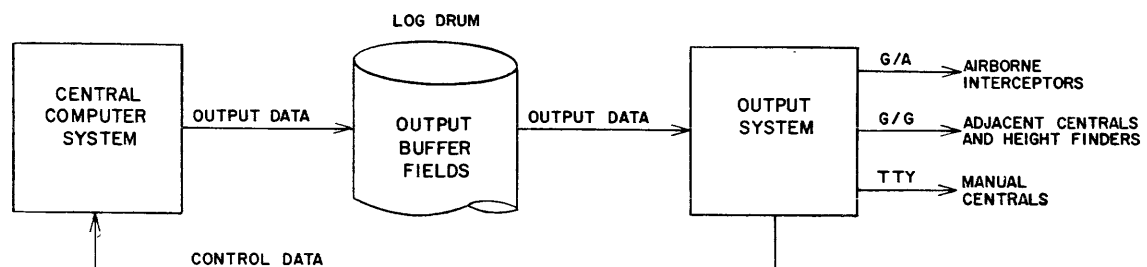 LOG DRUM
CENTRAL
COMPUTER
SYSTEM
OUTPUT DATA
OUTPUT
BUFFER
FIELDS
OUTPUT DATA
OUTPUT
SYSTEM
G/A
AIRBORNE
INTERCEPTORS
G/G
ADJACENT CENTRALS
AND HEIGHT FINDERS
TTY
MANUAL
CENTRALS
CONTROL DATA